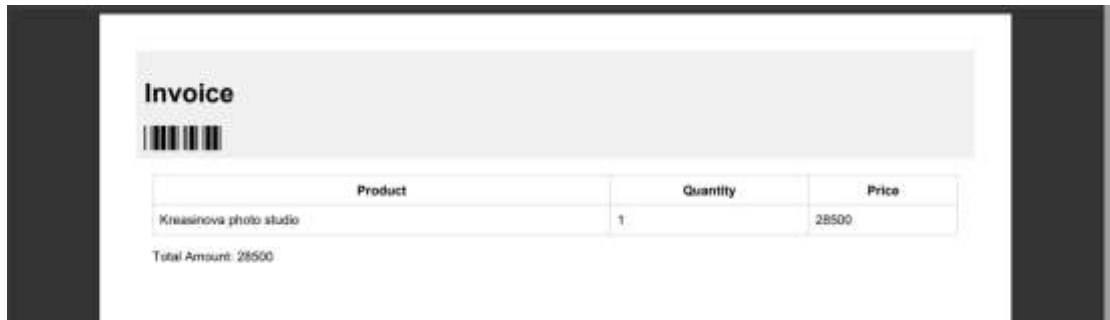 Invoice
Product Quantity Price
Kreasinova photo studio 1 28500
Total Amount: 28500